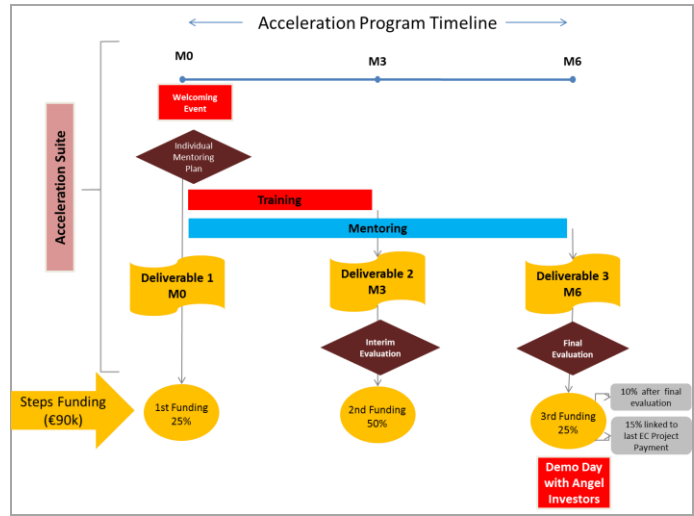 Acceleration Program Timeline
M0
M3
M6
Welcoming
Event
Individual
Mentoring
Plan
Acceleration Suite
Training
Mentoring
Deliverable 1
M0
Deliverable 2
M3
Deliverable 3
M6
Interim
Evaluation
Final
Evaluation
Steps Funding
(€90k)
1st Funding
25%
2nd Funding
50%
3rd Funding
25%
10% after final
evaluation
15% linked to
last EC Project
Payment
Demo Day
with Angel
Investors